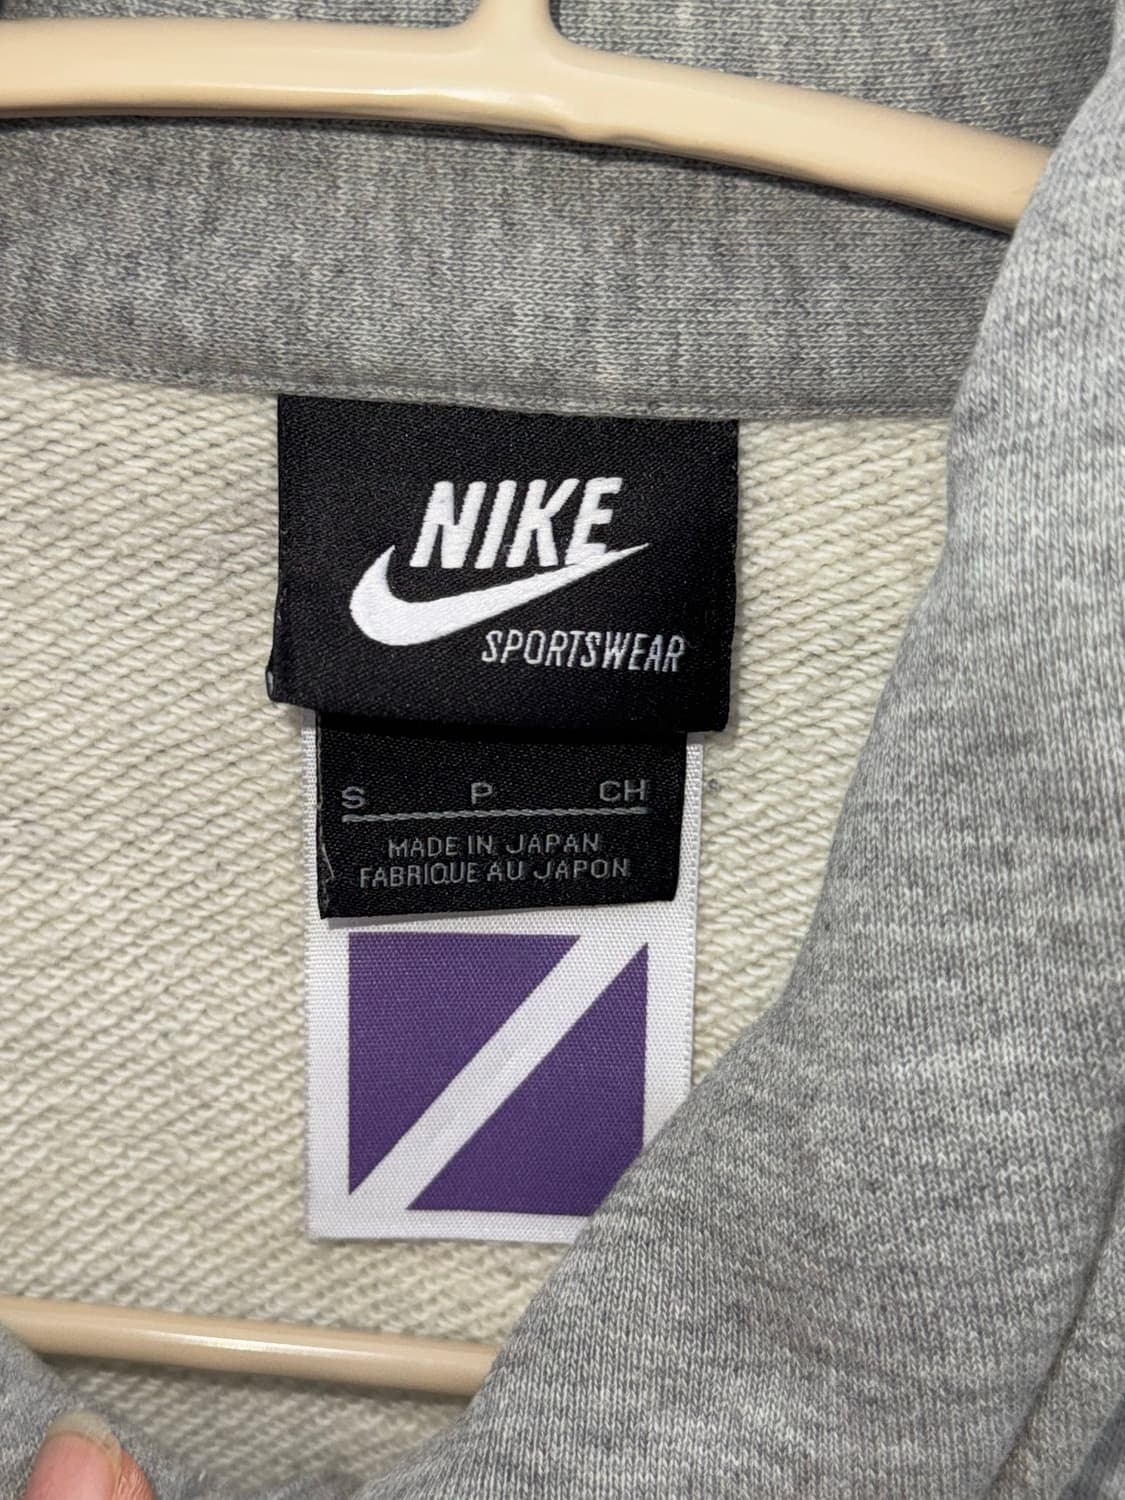 NIKE
SPORTSWEAR
S P CH
MADE IN JAPAN
FABRIQUE AU JAPON